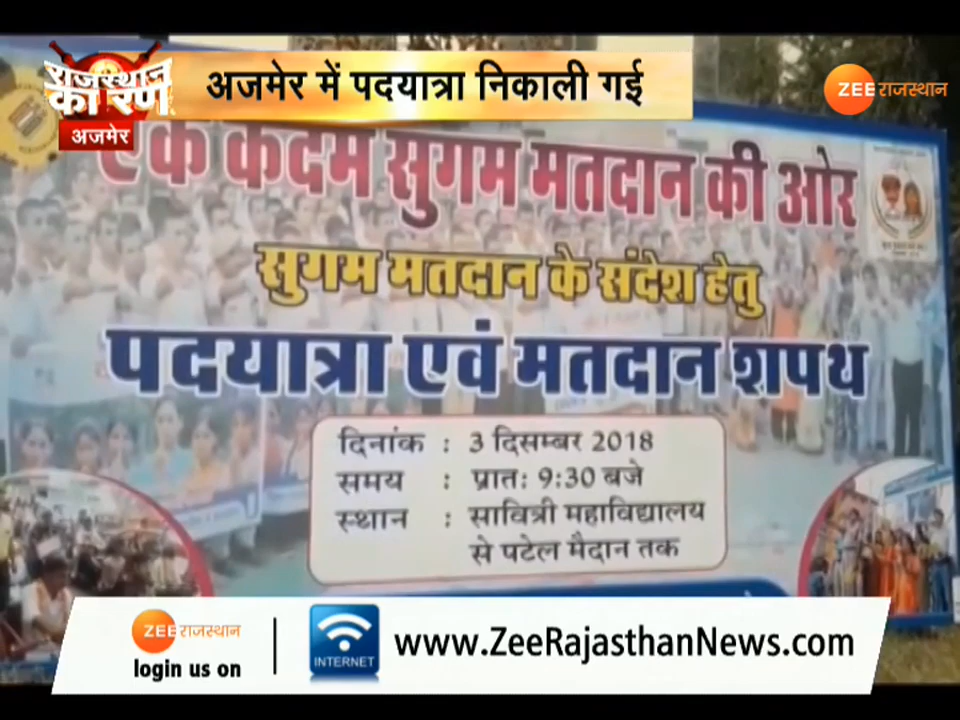 राजस्थान
का रण
अजमेर
अजमेर में पदयात्रा निकाली गई
ZEE राजस्थान
एक कदम सुगम मतदान की ओर
सुगम मतदान के संदेश हेतु
पदयात्रा एवं मतदान शपथ
दिनांक : 3 दिसम्बर 2018
समय : प्रात: 9:30 बजे
स्थान : सावित्री महाविद्यालय
से पटेल मैदान तक
ZEE राजस्थान
login us on
INTERNET
www.ZeeRajasthanNews.com